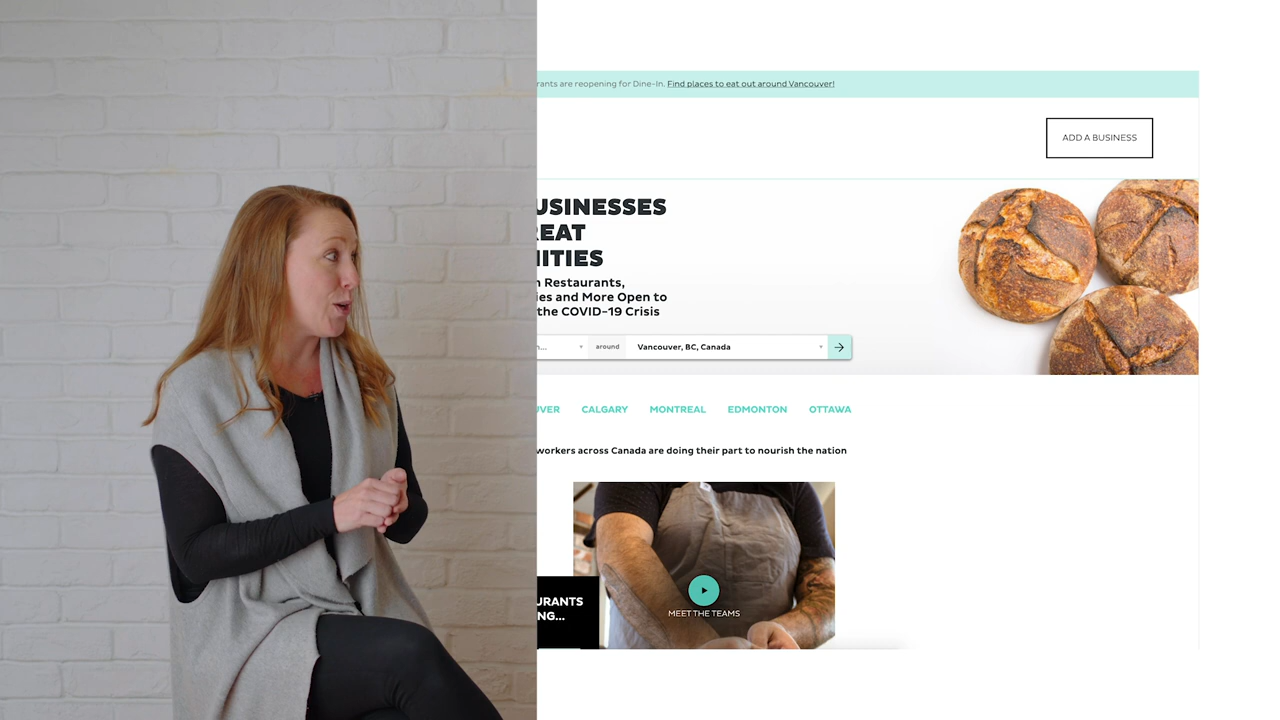 rants are reopening for Dine-In. Find places to eat out around Vancouver!
ADD A BUSINESS
USINESSES
REAT
NITIES
n Restaurants,
ies and More Open to
the COVID-19 Crisis
n... around Vancouver, BC, Canada
UVER CALGARY MONTREAL EDMONTON OTTAWA
workers across Canada are doing their part to nourish the nation
URANTS
NG...
MEET THE TEAMS